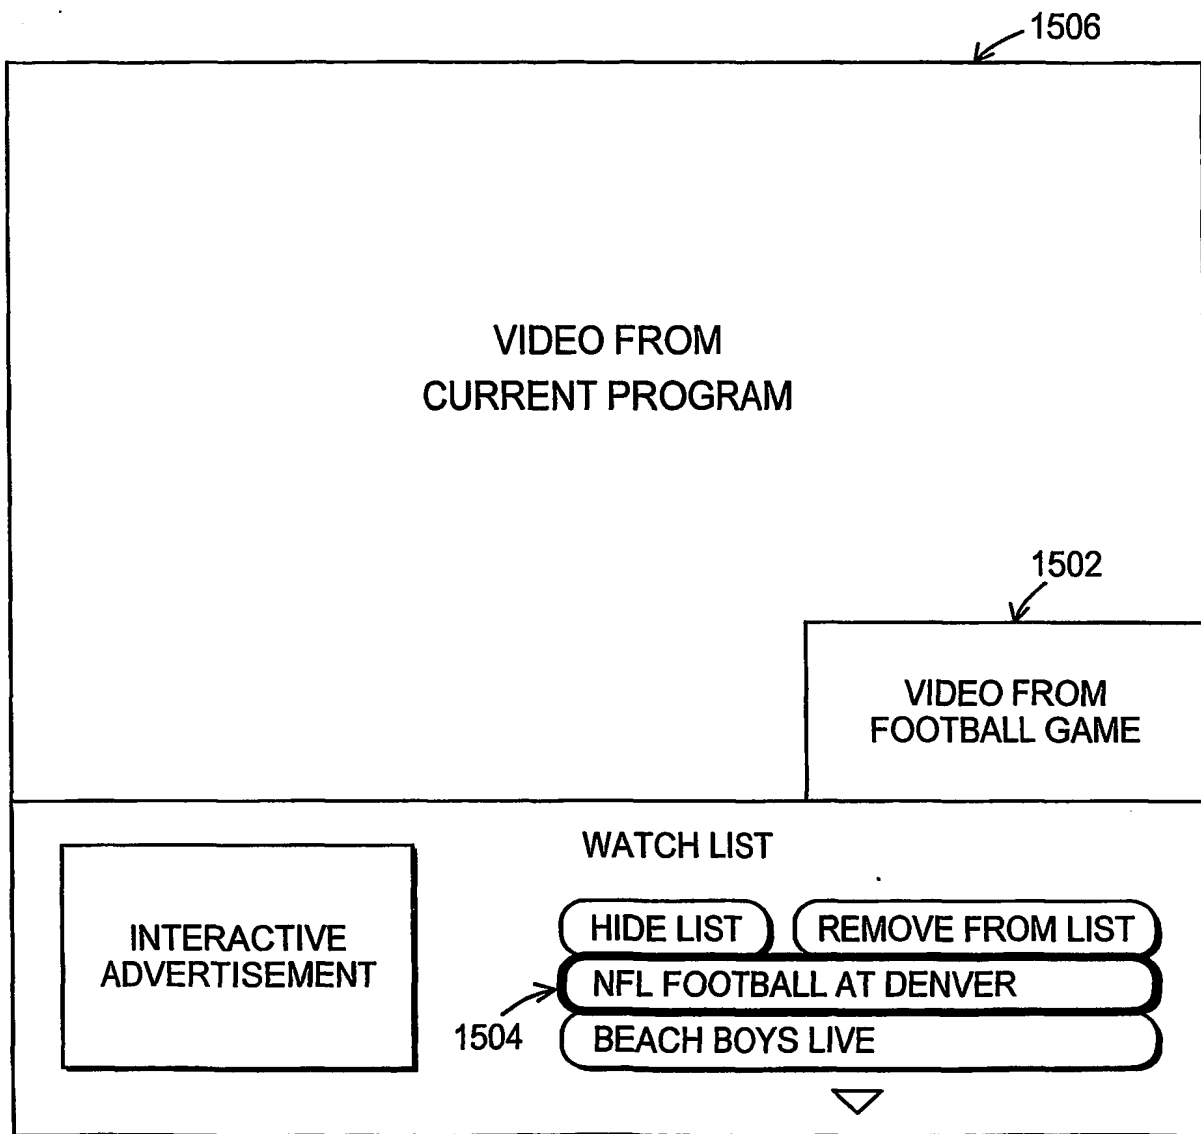 1506
VIDEO FROM
CURRENT PROGRAM
1502
VIDEO FROM
FOOTBALL GAME
WATCH LIST
INTERACTIVE
ADVERTISEMENT
HIDE LIST
REMOVE FROM LIST
NFL FOOTBALL AT DENVER
1504
BEACH BOYS LIVE